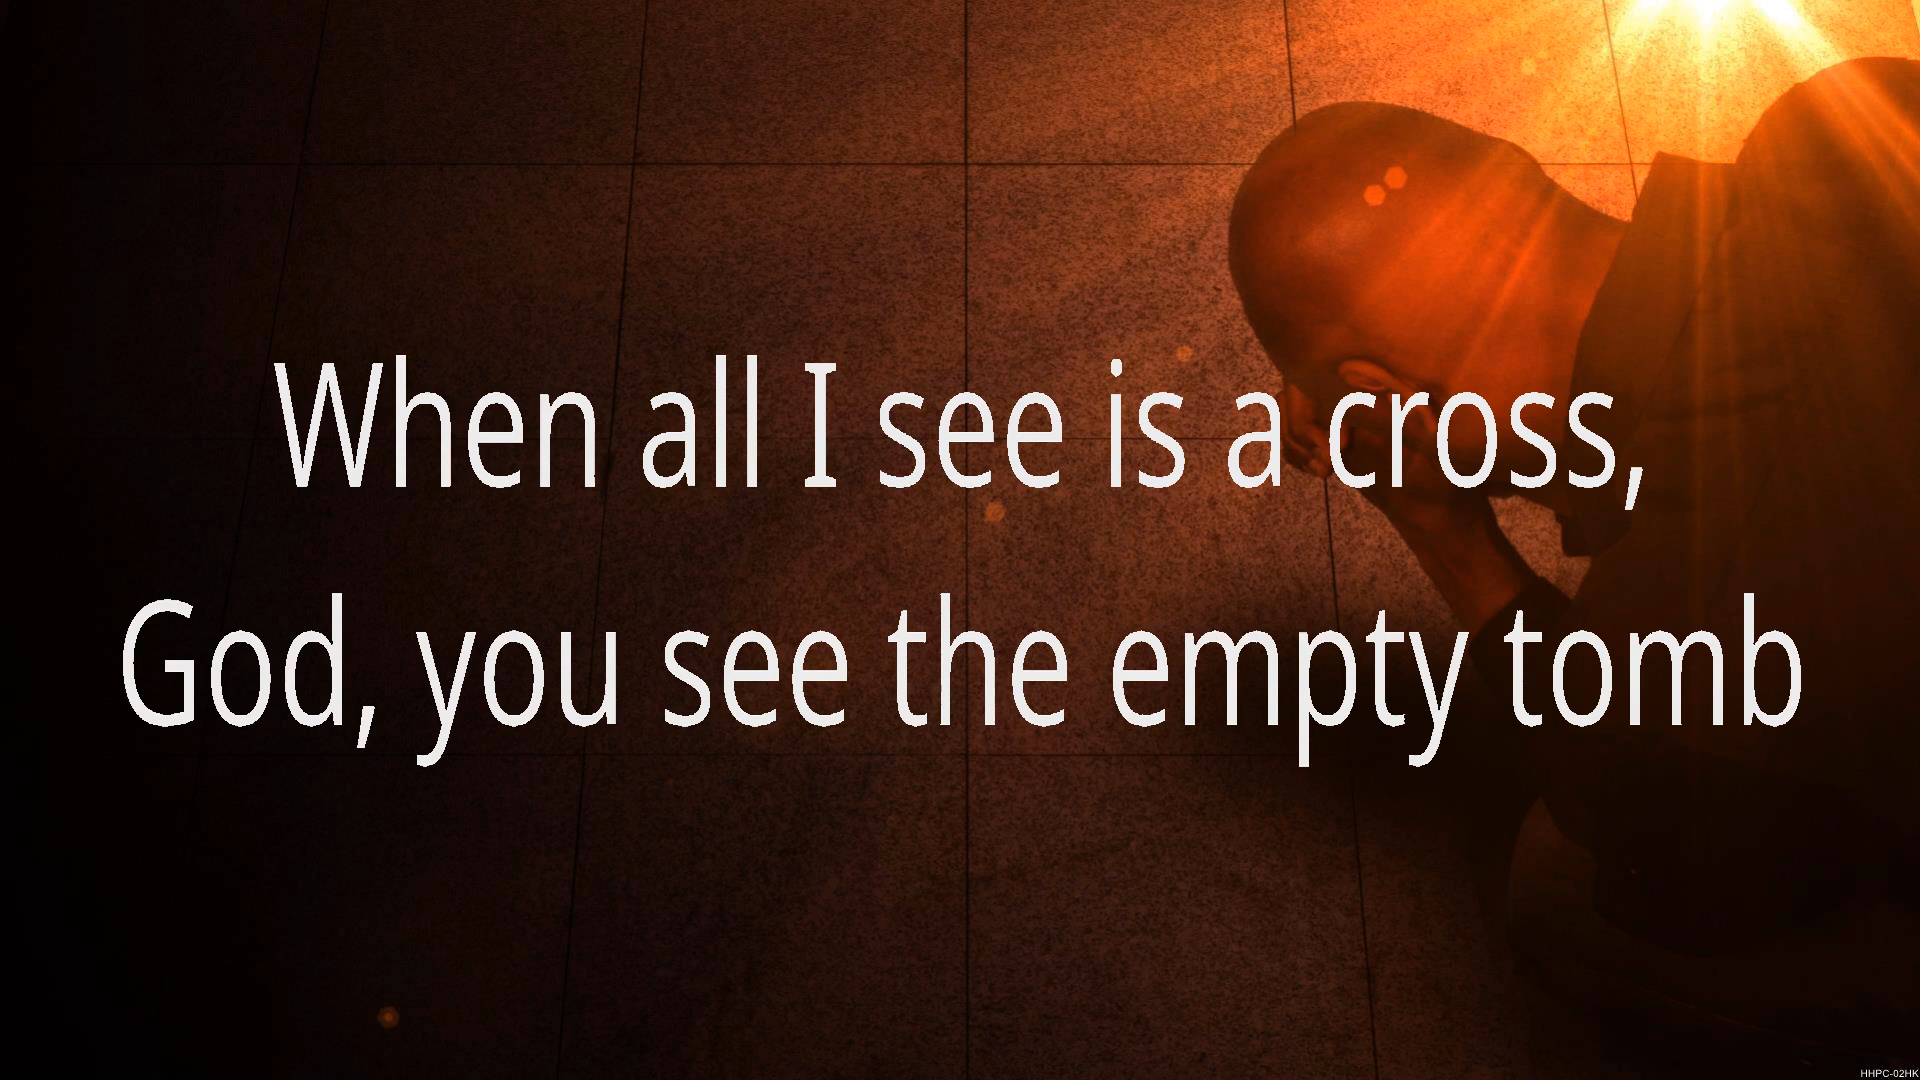 When all I see is a cross,
God, you see the empty tomb
HHPC-02HK